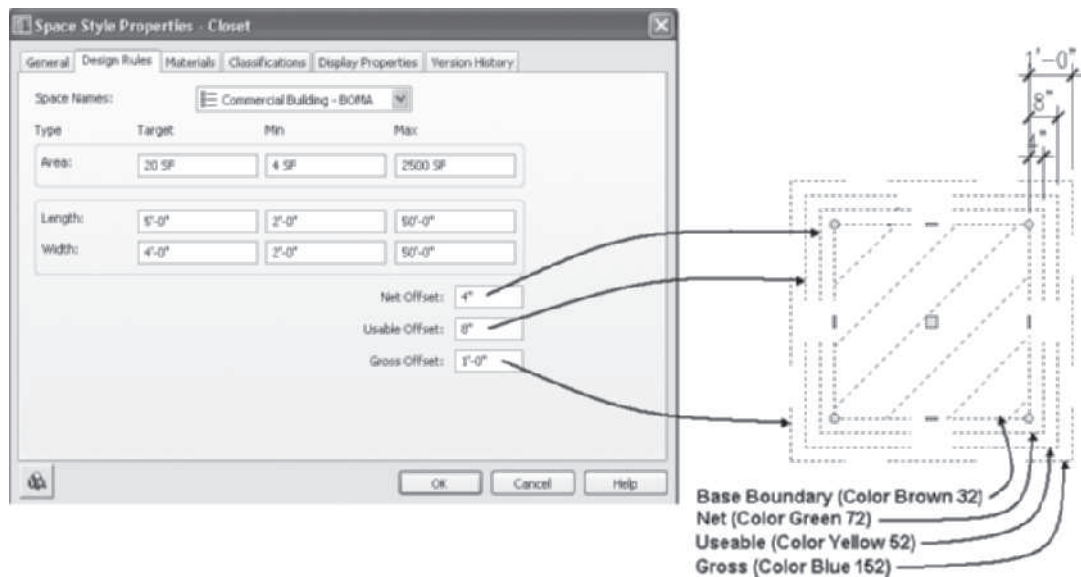 Space Style Properties - Closet
General Design Rules Materials Classifications Display Properties Version History
Space Names: Commercial Building - BOMA
Type Target Min Max
Area: 20 SF 4 SF 2500 SF
Length: 5'-0" 2'-0" 50'-0"
Width: 4'-0" 2'-0" 50'-0"
Net Offset: 4"
Usable Offset: 8"
Gross Offset: 1'-0"
OK Cancel Help
1'-0"
8"
4"
Base Boundary (Color Brown 32)
Net (Color Green 72)
Useable (Color Yellow 52)
Gross (Color Blue 152)